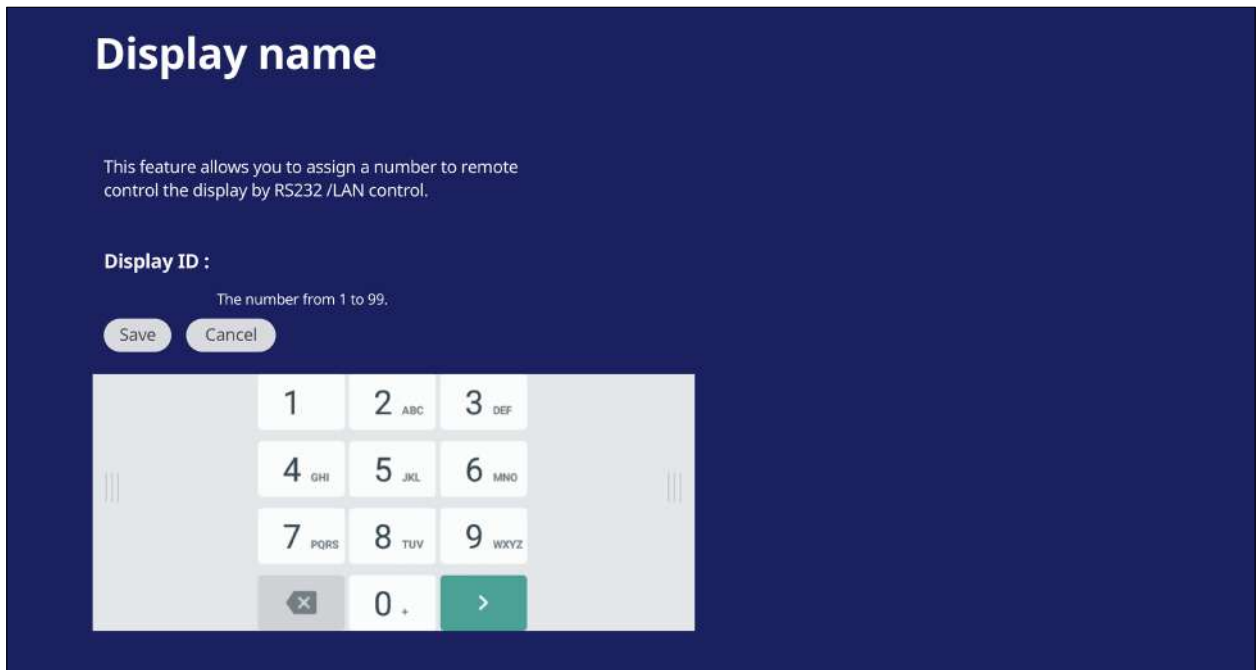 Display name
This feature allows you to assign a number to remote
control the display by RS232 /LAN control.
Display ID :
The number from 1 to 99.
Save Cancel
1 2 ABC 3 DEF
4 GHI 5 JKL 6 MNO
7 PQRS 8 TUV 9 WXYZ
0 +